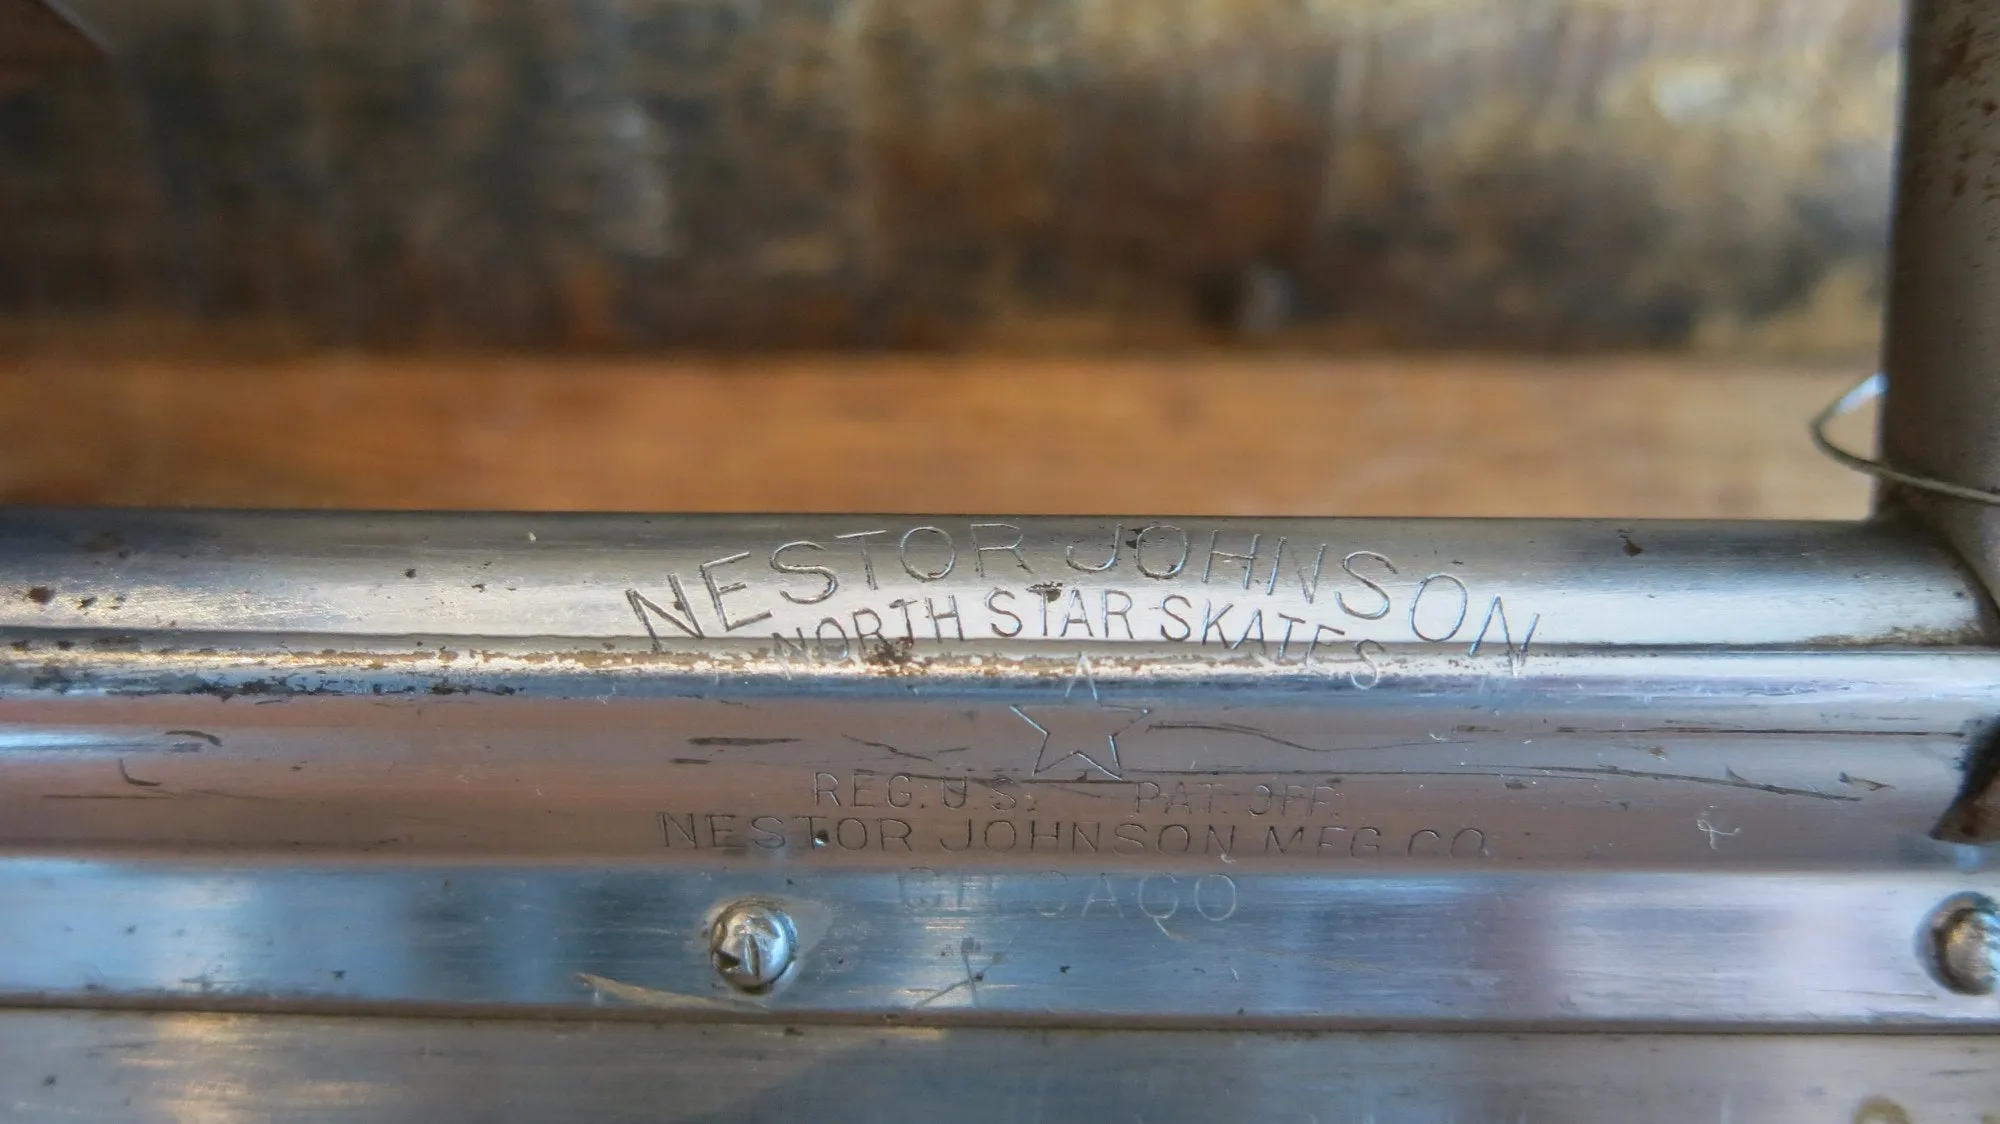 NESTOR JOHNSON
NORTH STAR SKATES
REG. U.S. PAT. OFF.
NESTOR JOHNSON MFG. CO.
CHICAGO